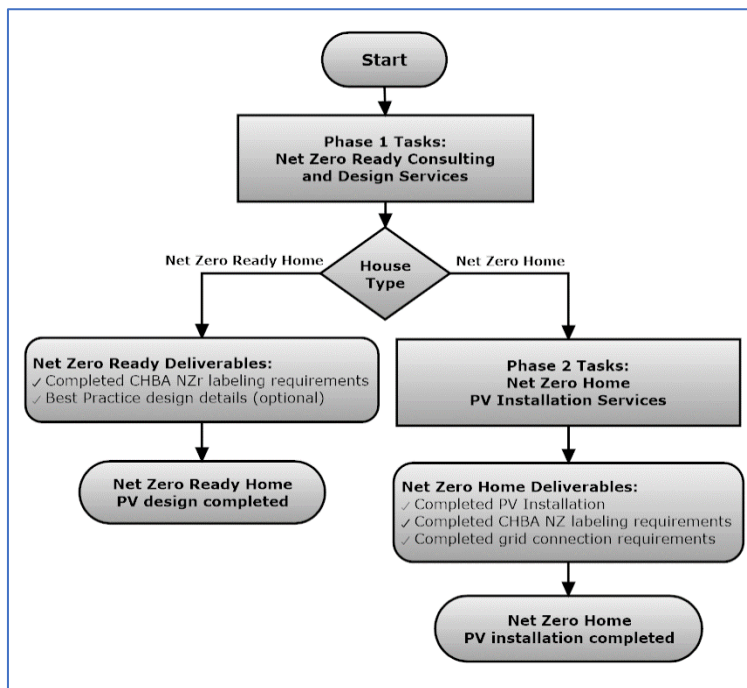 Start
Phase 1 Tasks:
Net Zero Ready Consulting
and Design Services
House
Type
Net Zero Ready Home
Net Zero Home
Net Zero Ready Deliverables:
✓ Completed CHBA NZr labeling requirements
✓ Best Practice design details (optional)
Net Zero Ready Home
PV design completed
Phase 2 Tasks:
Net Zero Home
PV Installation Services
Net Zero Home Deliverables:
✓ Completed PV Installation
✓ Completed CHBA NZ labeling requirements
✓ Completed grid connection requirements
Net Zero Home
PV installation completed